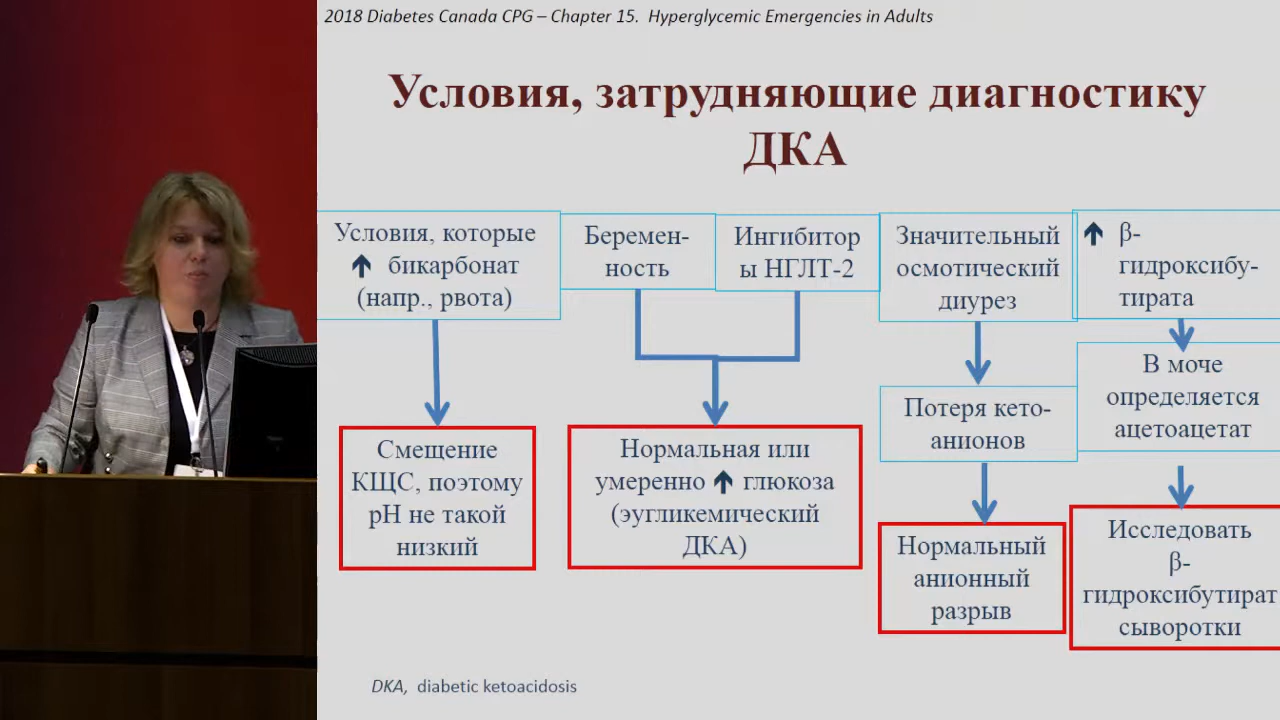 2018 Diabetes Canada CPG – Chapter 15. Hyperglycemic Emergencies in Adults
Условия, затрудняющие диагностику
ДКА
Условия, которые
🡱 бикарбонат
(напр., рвота)
Смещение
КЩС, поэтому
pH не такой
низкий
Беремен-
ность
Ингибитор
ы НГЛТ-2
Нормальная или
умеренно 🡱 глюкоза
(эугликемический
ДКА)
Значительный
осмотический
диурез
Потеря кето-
анионов
Нормальный
анионный
разрыв
🡱 β-
гидроксибу-
тирата
В моче
определяется
ацетоацетат
Исследовать
β-
гидроксибутират
сыворотки
DKA, diabetic ketoacidosis